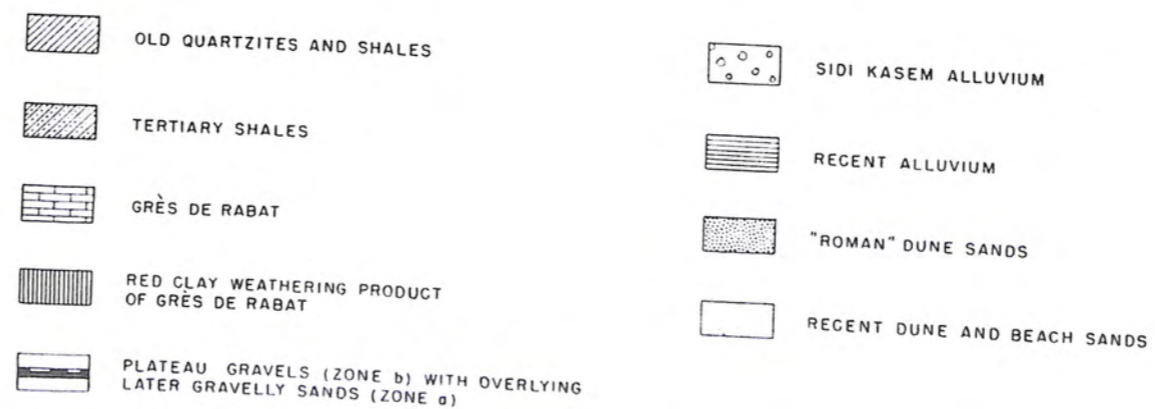 OLD QUARTZITES AND SHALES
TERTIARY SHALES
GRÈS DE RABAT
RED CLAY WEATHERING PRODUCT
OF GRÈS DE RABAT
PLATEAU GRAVELS (ZONE b) WITH OVERLYING
LATER GRAVELLY SANDS (ZONE a)
SIDI KASEM ALLUVIUM
RECENT ALLUVIUM
"ROMAN" DUNE SANDS
RECENT DUNE AND BEACH SANDS